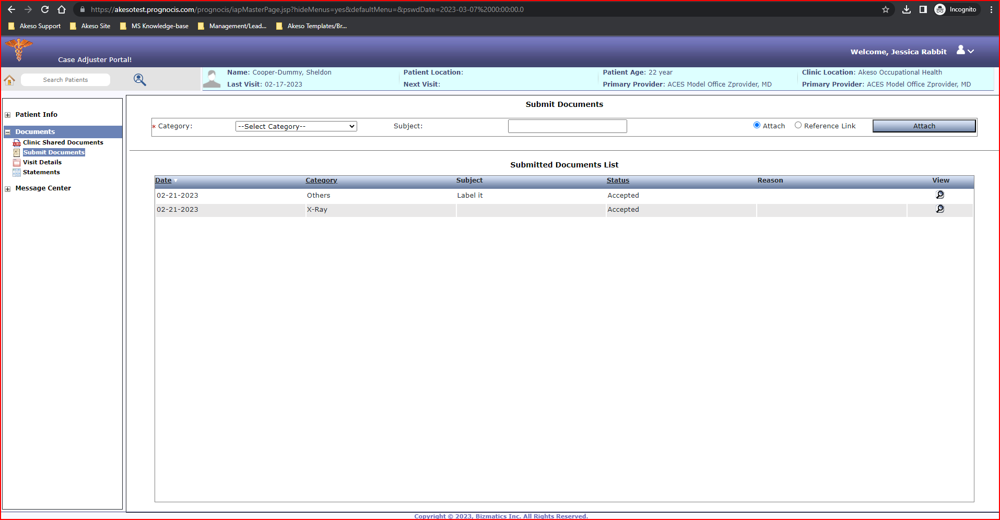 https://akesotest.prognocis.com/prognocis/iapMasterPage.jsp?hideMenus=yes&defaultMenu=&pswdDate=2023-03-07%2000:00:00.0
Incognito
Akeso Support
Akeso Site
MS Knowledge-base
Management/Lead...
Akeso Templates/Br...
Case Adjuster Portal!
Welcome, Jessica Rabbit
Search Patients
Name: Cooper-Dummy, Sheldon
Patient Location:
Patient Age: 22 year
Clinic Location: Akeso Occupational Health
Last Visit: 02-17-2023
Next Visit:
Primary Provider: ACES Model Office Zprovider, MD
Primary Provider: ACES Model Office Zprovider, MD
Patient Info
Documents
Clinic Shared Documents
Submit Documents
Visit Details
Statements
Message Center
Submit Documents
* Category:
--Select Category--
Subject:
Attach
Reference Link
Attach
Submitted Documents List
Date Category Subject Status Reason View
02-21-2023 Others Label it Accepted
02-21-2023 X-Ray Accepted
Copyright © 2023, Bizmatics Inc. All Rights Reserved.